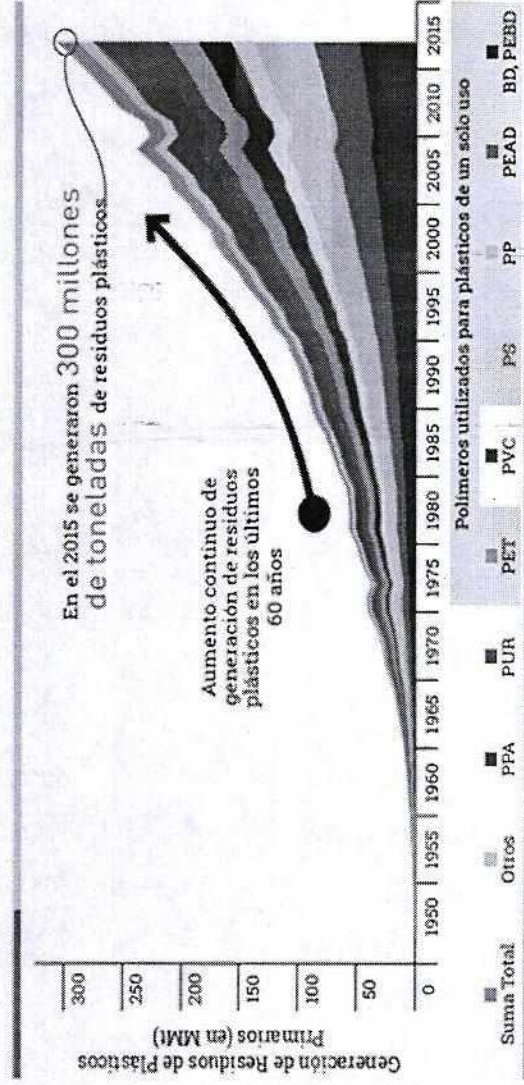 En el 2015 se generaron 300 millones
de toneladas de residuos plásticos
Aumento continuo de
generación de residuos
plásticos en los últimos
60 años
Generación de Residuos de Plásticos
Primarios (en MMt)
300
250
200
150
100
50
0
1950 1955 1960 1965 1970 1975 1980 1985 1990 1995 2000 2005 2010 2015
Polímeros utilizados para plásticos de un solo uso
Suma Total Otros PPA PUR PET PVC PS PP PEAD BD, PEBD